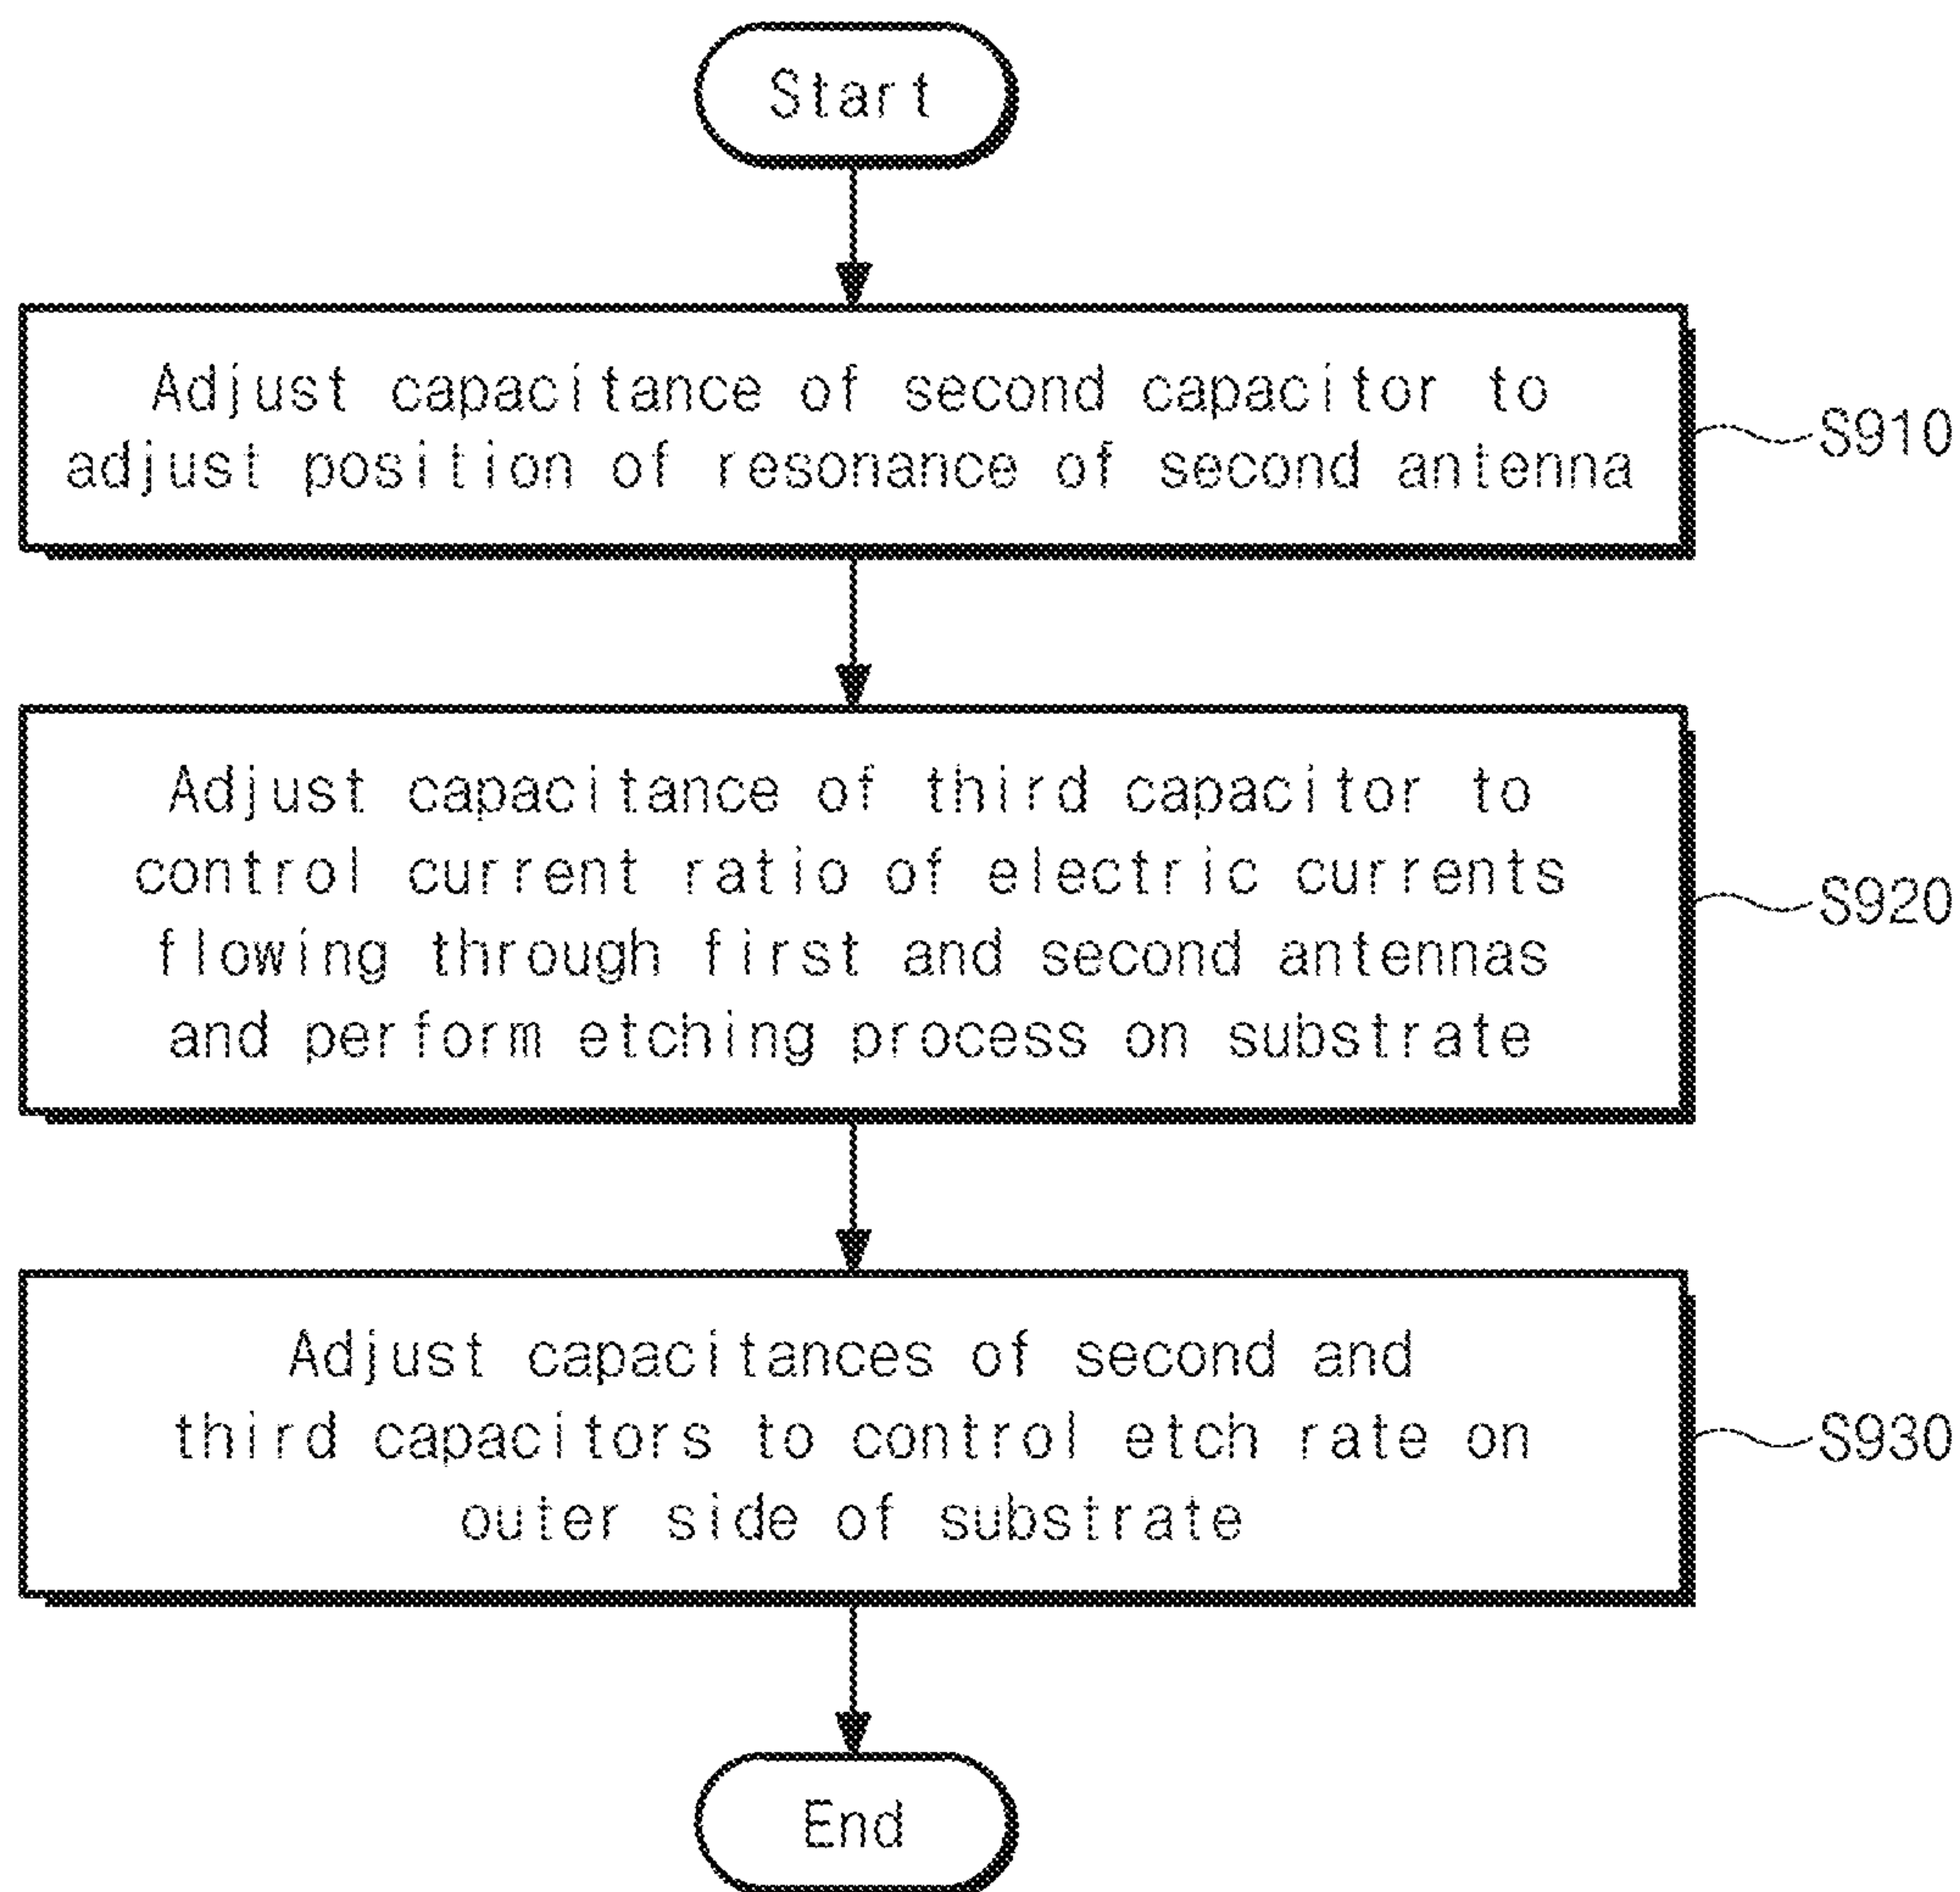 Start
Adjust capacitance of second capacitor to
adjust position of resonance of second antenna
S910
Adjust capacitance of third capacitor to
control current ratio of electric currents
flowing through first and second antennas
and perform etching process on substrate
S920
Adjust capacitances of second and
third capacitors to control etch rate on
outer side of substrate
S930
End